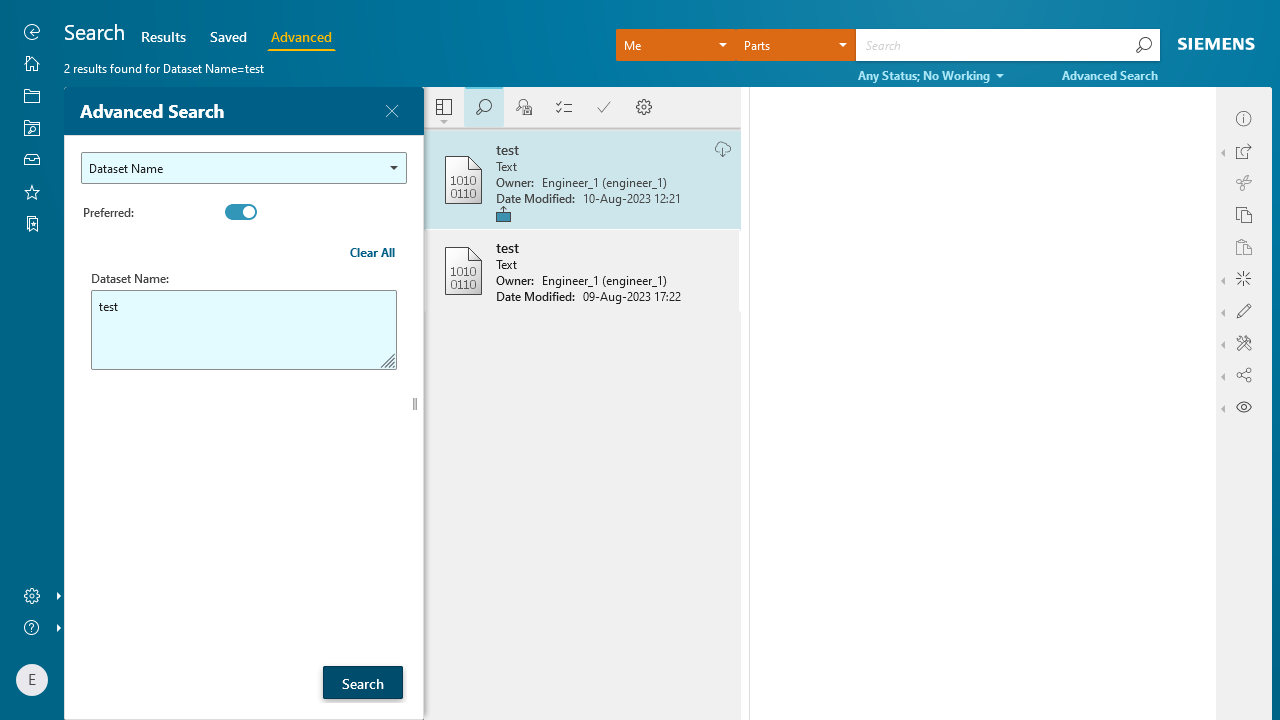 Search
Results
Saved
Advanced
2 results found for Dataset Name=test
Me
Parts
Search
SIEMENS
Any Status; No Working
Advanced Search
Advanced Search
Dataset Name
Preferred:
Clear All
Dataset Name:
test
Search
1010
0110
test
Text
Owner: Engineer_1 (engineer_1)
Date Modified: 10-Aug-2023 12:21
1010
0110
test
Text
Owner: Engineer_1 (engineer_1)
Date Modified: 09-Aug-2023 17:22
E